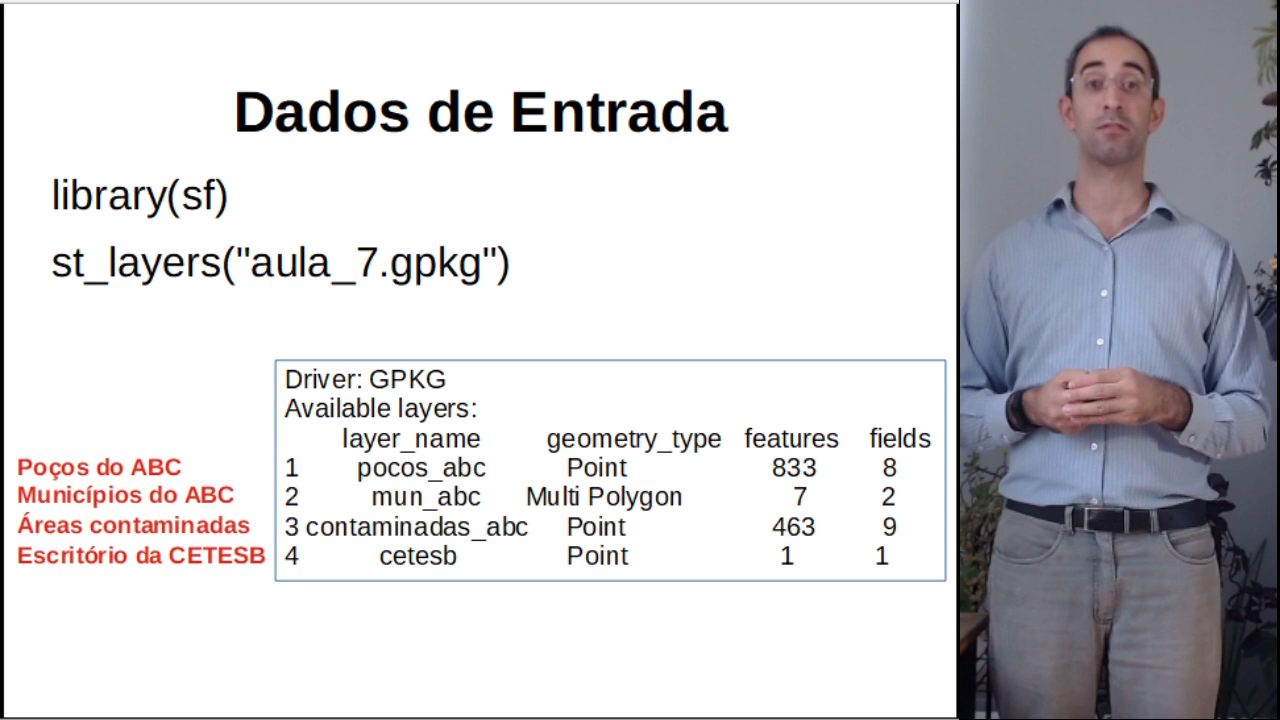 Dados de Entrada
library(sf)
st_layers("aula_7.gpkg")
Driver: GPKG
Available layers:
layer_name geometry_type features fields
Poços do ABC 1 pocos_abc Point 833 8
Municípios do ABC 2 mun_abc Multi Polygon 7 2
Áreas contaminadas 3 contaminadas_abc Point 463 9
Escritório da CETESB 4 cetesb Point 1 1